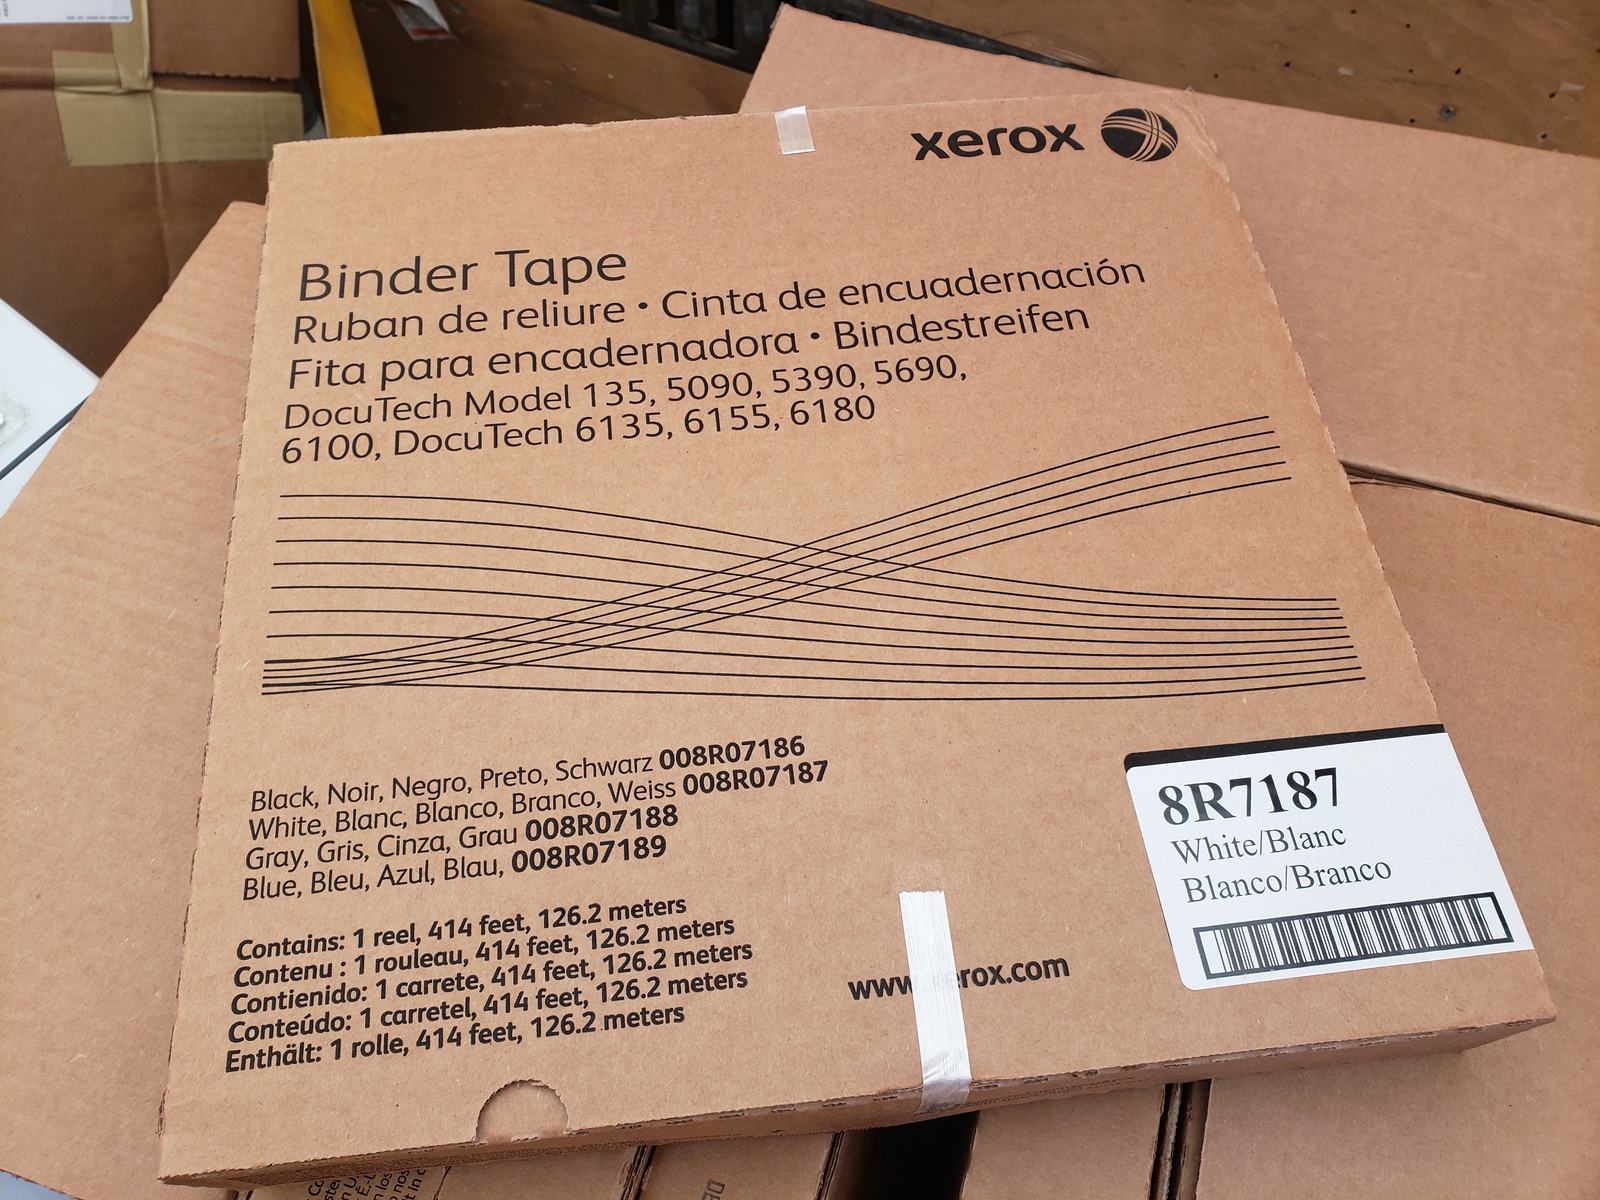 xerox
Binder Tape
Ruban de reliure • Cinta de encuadernación
Fita para encadernadora • Bindestreifen
DocuTech Model 135, 5090, 5390, 5690,
6100, DocuTech 6135, 6155, 6180
Black, Noir, Negro, Preto, Schwarz 008R07186
White, Blanc, Blanco, Branco, Weiss 008R07187
Gray, Gris, Cinza, Grau 008R07188
Blue, Bleu, Azul, Blau, 008R07189
Contains: 1 reel, 414 feet, 126.2 meters
Contenu : 1 rouleau, 414 feet, 126.2 meters
Contienido: 1 carrete, 414 feet, 126.2 meters
Conteúdo: 1 carretel, 414 feet, 126.2 meters
Enthält: 1 rolle, 414 feet, 126.2 meters
www.xerox.com
8R7187
White/Blanc
Blanco/Branco